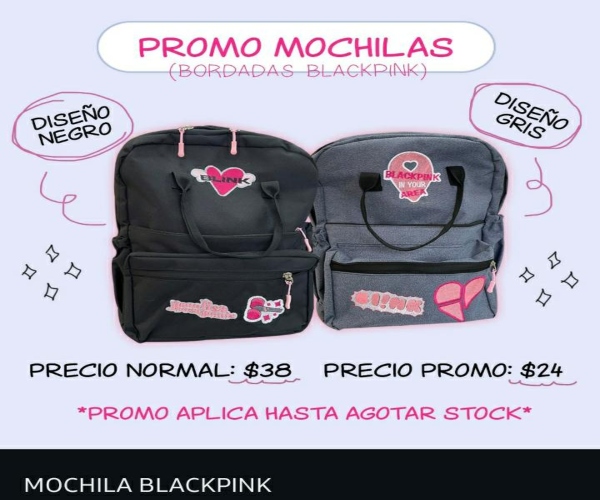 PROMO MOCHILAS
(BORDADAS BLACKPINK)
DISEÑO
NEGRO
DISEÑO
GRIS
BLINK
BLACKPINK
IN YOUR
AREA
BLINK
PRECIO NORMAL: $38 PRECIO PROMO: $24
*PROMO APLICA HASTA AGOTAR STOCK*
MOCHILA BLACKPINK